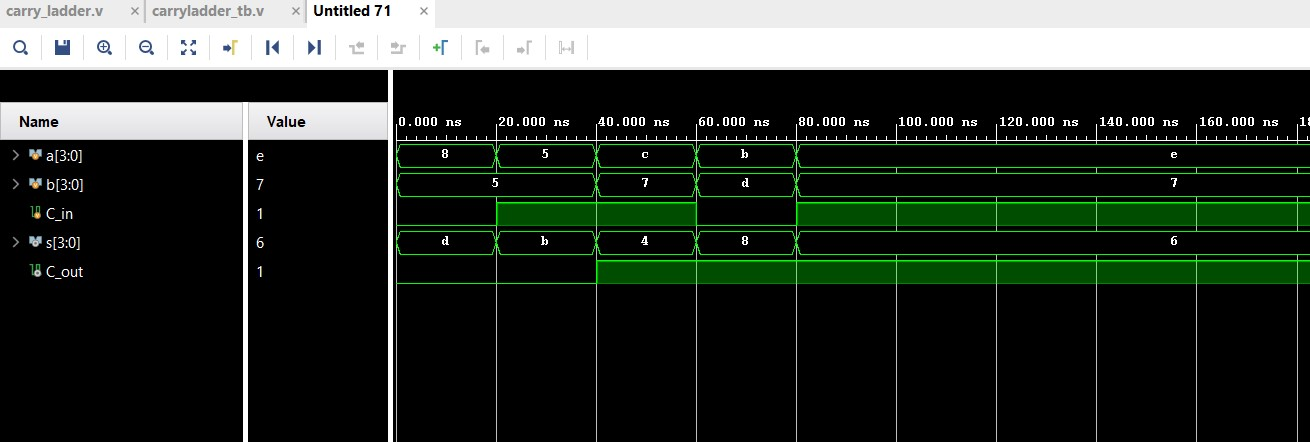 carry_ladder.v × carryladder_tb.v × Untitled 71 ×
Name Value 0.000 ns 20.000 ns 40.000 ns 60.000 ns 80.000 ns 100.000 ns 120.000 ns 140.000 ns 160.000 ns 18
a[3:0] e 8 5 c b e
b[3:0] 7 5 7 d 7
C_in 1
s[3:0] 6 d b 4 8 6
C_out 1